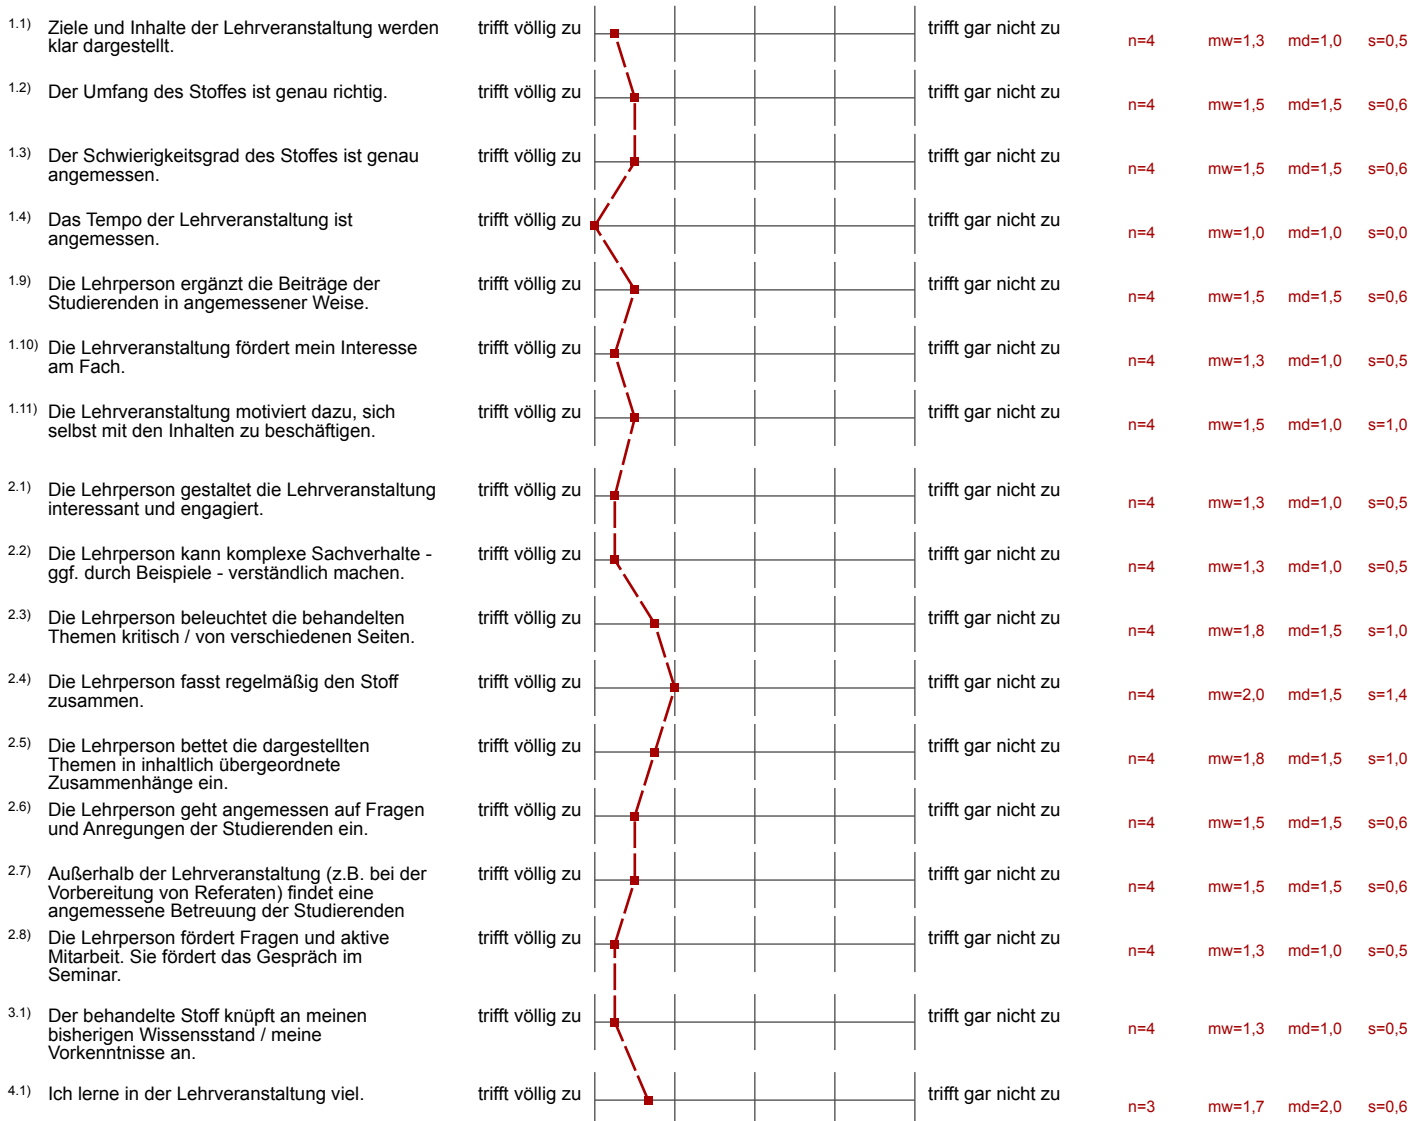 1.1) Ziele und Inhalte der Lehrveranstaltung werden klar dargestellt. trifft völlig zu trifft gar nicht zu n=4 mw=1,3 md=1,0 s=0,5
1.2) Der Umfang des Stoffes ist genau richtig. trifft völlig zu trifft gar nicht zu n=4 mw=1,5 md=1,5 s=0,6
1.3) Der Schwierigkeitsgrad des Stoffes ist genau angemessen. trifft völlig zu trifft gar nicht zu n=4 mw=1,5 md=1,5 s=0,6
1.4) Das Tempo der Lehrveranstaltung ist angemessen. trifft völlig zu trifft gar nicht zu n=4 mw=1,0 md=1,0 s=0,0
1.9) Die Lehrperson ergänzt die Beiträge der Studierenden in angemessener Weise. trifft völlig zu trifft gar nicht zu n=4 mw=1,5 md=1,5 s=0,6
1.10) Die Lehrveranstaltung fördert mein Interesse am Fach. trifft völlig zu trifft gar nicht zu n=4 mw=1,3 md=1,0 s=0,5
1.11) Die Lehrveranstaltung motiviert dazu, sich selbst mit den Inhalten zu beschäftigen. trifft völlig zu trifft gar nicht zu n=4 mw=1,5 md=1,0 s=1,0
2.1) Die Lehrperson gestaltet die Lehrveranstaltung interessant und engagiert. trifft völlig zu trifft gar nicht zu n=4 mw=1,3 md=1,0 s=0,5
2.2) Die Lehrperson kann komplexe Sachverhalte - ggf. durch Beispiele - verständlich machen. trifft völlig zu trifft gar nicht zu n=4 mw=1,3 md=1,0 s=0,5
2.3) Die Lehrperson beleuchtet die behandelten Themen kritisch / von verschiedenen Seiten. trifft völlig zu trifft gar nicht zu n=4 mw=1,8 md=1,5 s=1,0
2.4) Die Lehrperson fasst regelmäßig den Stoff zusammen. trifft völlig zu trifft gar nicht zu n=4 mw=2,0 md=1,5 s=1,4
2.5) Die Lehrperson bettet die dargestellten Themen in inhaltlich übergeordnete Zusammenhänge ein. trifft völlig zu trifft gar nicht zu n=4 mw=1,8 md=1,5 s=1,0
2.6) Die Lehrperson geht angemessen auf Fragen und Anregungen der Studierenden ein. trifft völlig zu trifft gar nicht zu n=4 mw=1,5 md=1,5 s=0,6
2.7) Außerhalb der Lehrveranstaltung (z.B. bei der Vorbereitung von Referaten) findet eine angemessene Betreuung der Studierenden trifft völlig zu trifft gar nicht zu n=4 mw=1,5 md=1,5 s=0,6
2.8) Die Lehrperson fördert Fragen und aktive Mitarbeit. Sie fördert das Gespräch im Seminar. trifft völlig zu trifft gar nicht zu n=4 mw=1,3 md=1,0 s=0,5
3.1) Der behandelte Stoff knüpft an meinen bisherigen Wissensstand / meine Vorkenntnisse an. trifft völlig zu trifft gar nicht zu n=4 mw=1,3 md=1,0 s=0,5
4.1) Ich lerne in der Lehrveranstaltung viel. trifft völlig zu trifft gar nicht zu n=3 mw=1,7 md=2,0 s=0,6